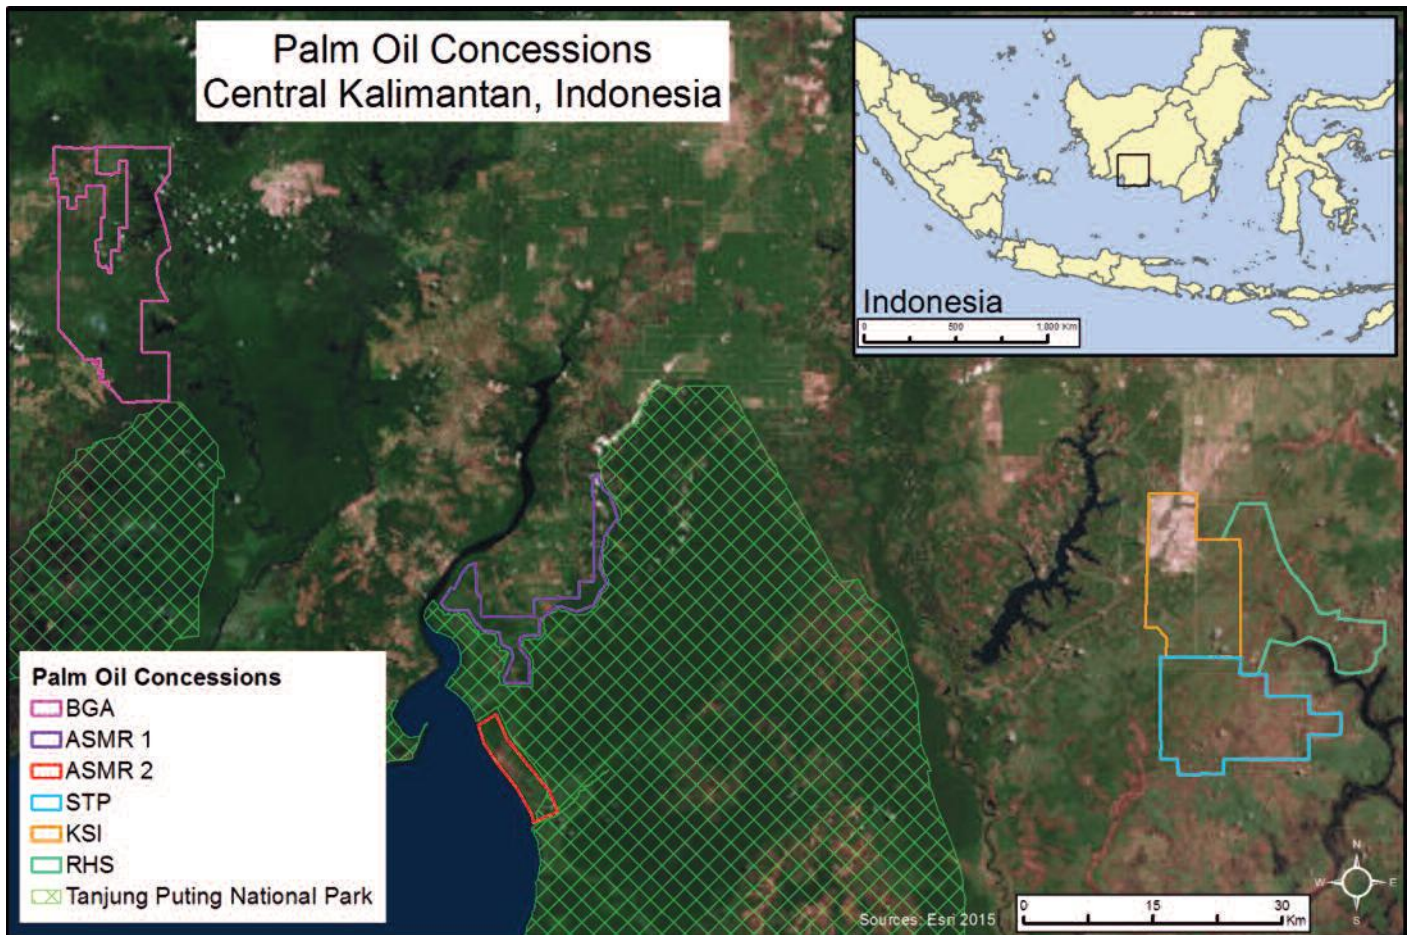 Palm Oil Concessions
Central Kalimantan, Indonesia
Indonesia
0 500 1,000 Km
Palm Oil Concessions
BGA
ASMR 1
ASMR 2
STP
KSI
RHS
Tanjung Puting National Park
Sources: Esri 2015
0 15 30
Km
N
W E
S